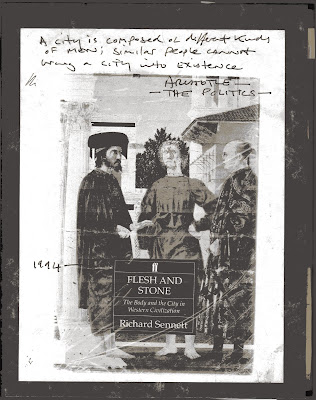 A city is composed of different kinds
of men; similar people cannot
bring a city into existence
ARISTOTLE
— THE POLITICS —
1994
ff
FLESH AND
STONE
The Body and the City in
Western Civilization
Richard Sennett